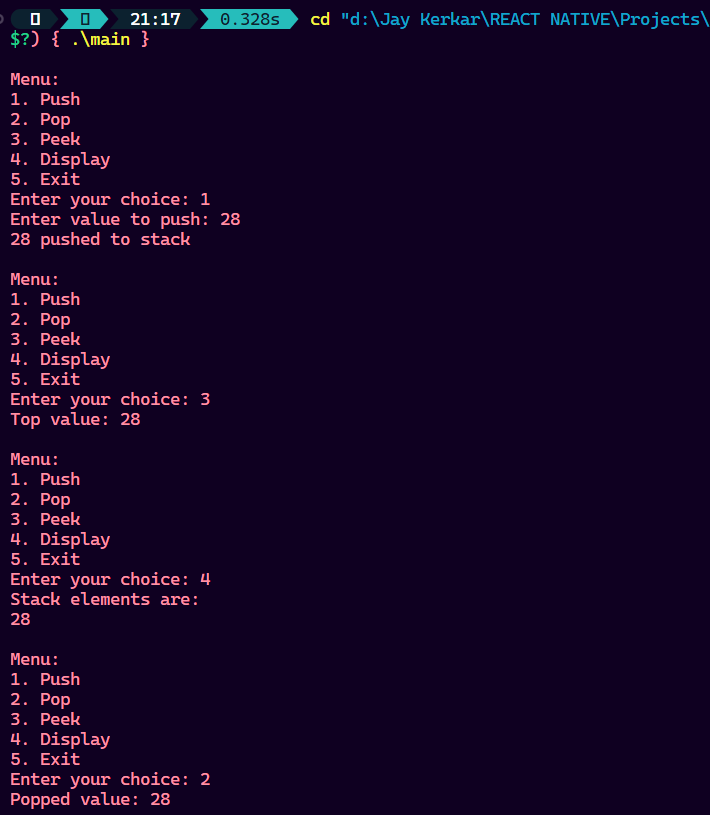 21:17 0.328s cd "d:\Jay Kerkar\REACT NATIVE\Projects\
$?) { .\main }
Menu:
1. Push
2. Pop
3. Peek
4. Display
5. Exit
Enter your choice: 1
Enter value to push: 28
28 pushed to stack
Menu:
1. Push
2. Pop
3. Peek
4. Display
5. Exit
Enter your choice: 3
Top value: 28
Menu:
1. Push
2. Pop
3. Peek
4. Display
5. Exit
Enter your choice: 4
Stack elements are:
28
Menu:
1. Push
2. Pop
3. Peek
4. Display
5. Exit
Enter your choice: 2
Popped value: 28